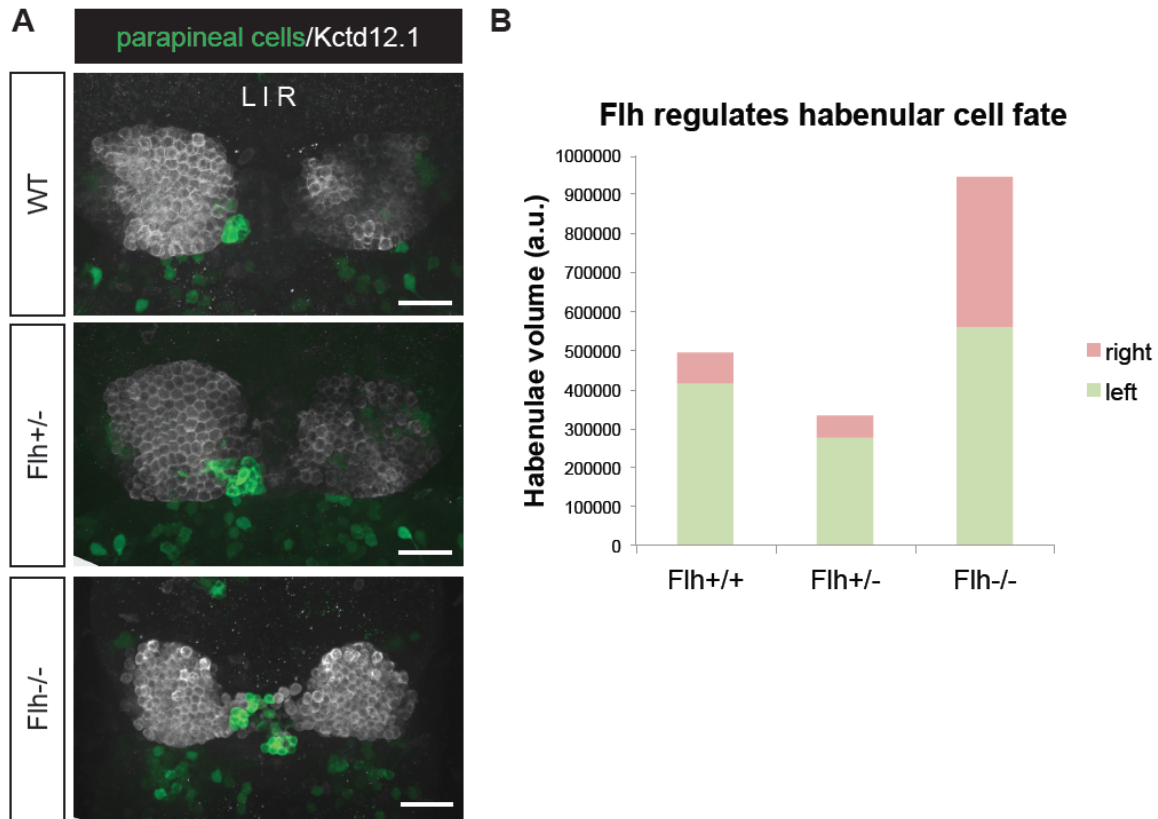 A
parapineal cells/Kctd12.1
WT
L I R
Flh+/-
Flh-/-
B
Flh regulates habenular cell fate
Habenulae volume (a.u.)
1000000
900000
800000
700000
600000
500000
400000
300000
200000
100000
0
Flh+/+
Flh+/-
Flh-/-
right
left